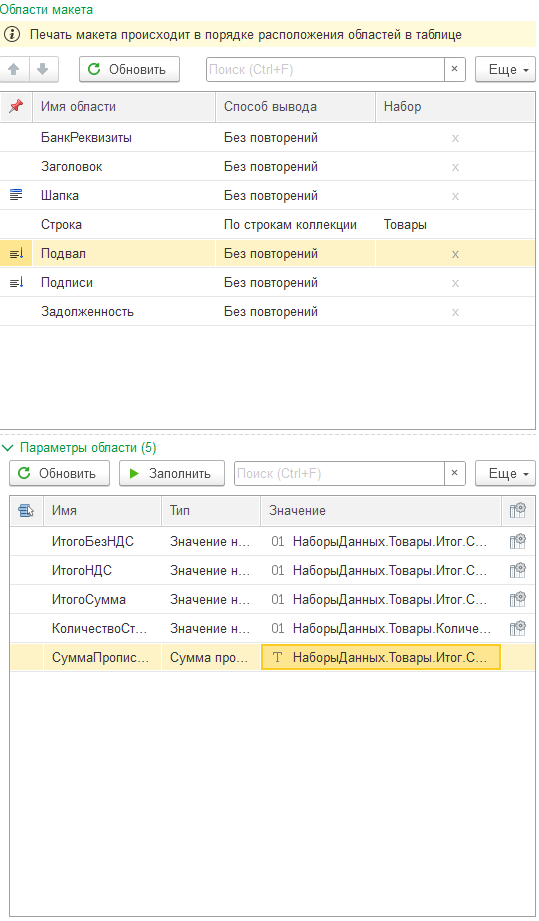 Области макета
Печать макета происходит в порядке расположения областей в таблице
Обновить Поиск (Ctrl+F) × Еще
Имя области Способ вывода Набор
БанкРеквизиты Без повторений x
Заголовок Без повторений x
Шапка Без повторений x
Строка По строкам коллекции Товары
Подвал Без повторений x
Подписи Без повторений x
Задолженность Без повторений x
Параметры области (5)
Обновить Заполнить Поиск (Ctrl+F) × Еще
Имя Тип Значение
ИтогоБезНДС Значение н... 01 НаборыДанных.Товары.Итог.С...
ИтогоНДС Значение н... 01 НаборыДанных.Товары.Итог.С...
ИтогоСумма Значение н... 01 НаборыДанных.Товары.Итог.С...
КоличествоСт... Значение н... 01 НаборыДанных.Товары.Количе...
СуммаПропис... Сумма про... T НаборыДанных.Товары.Итог.С...